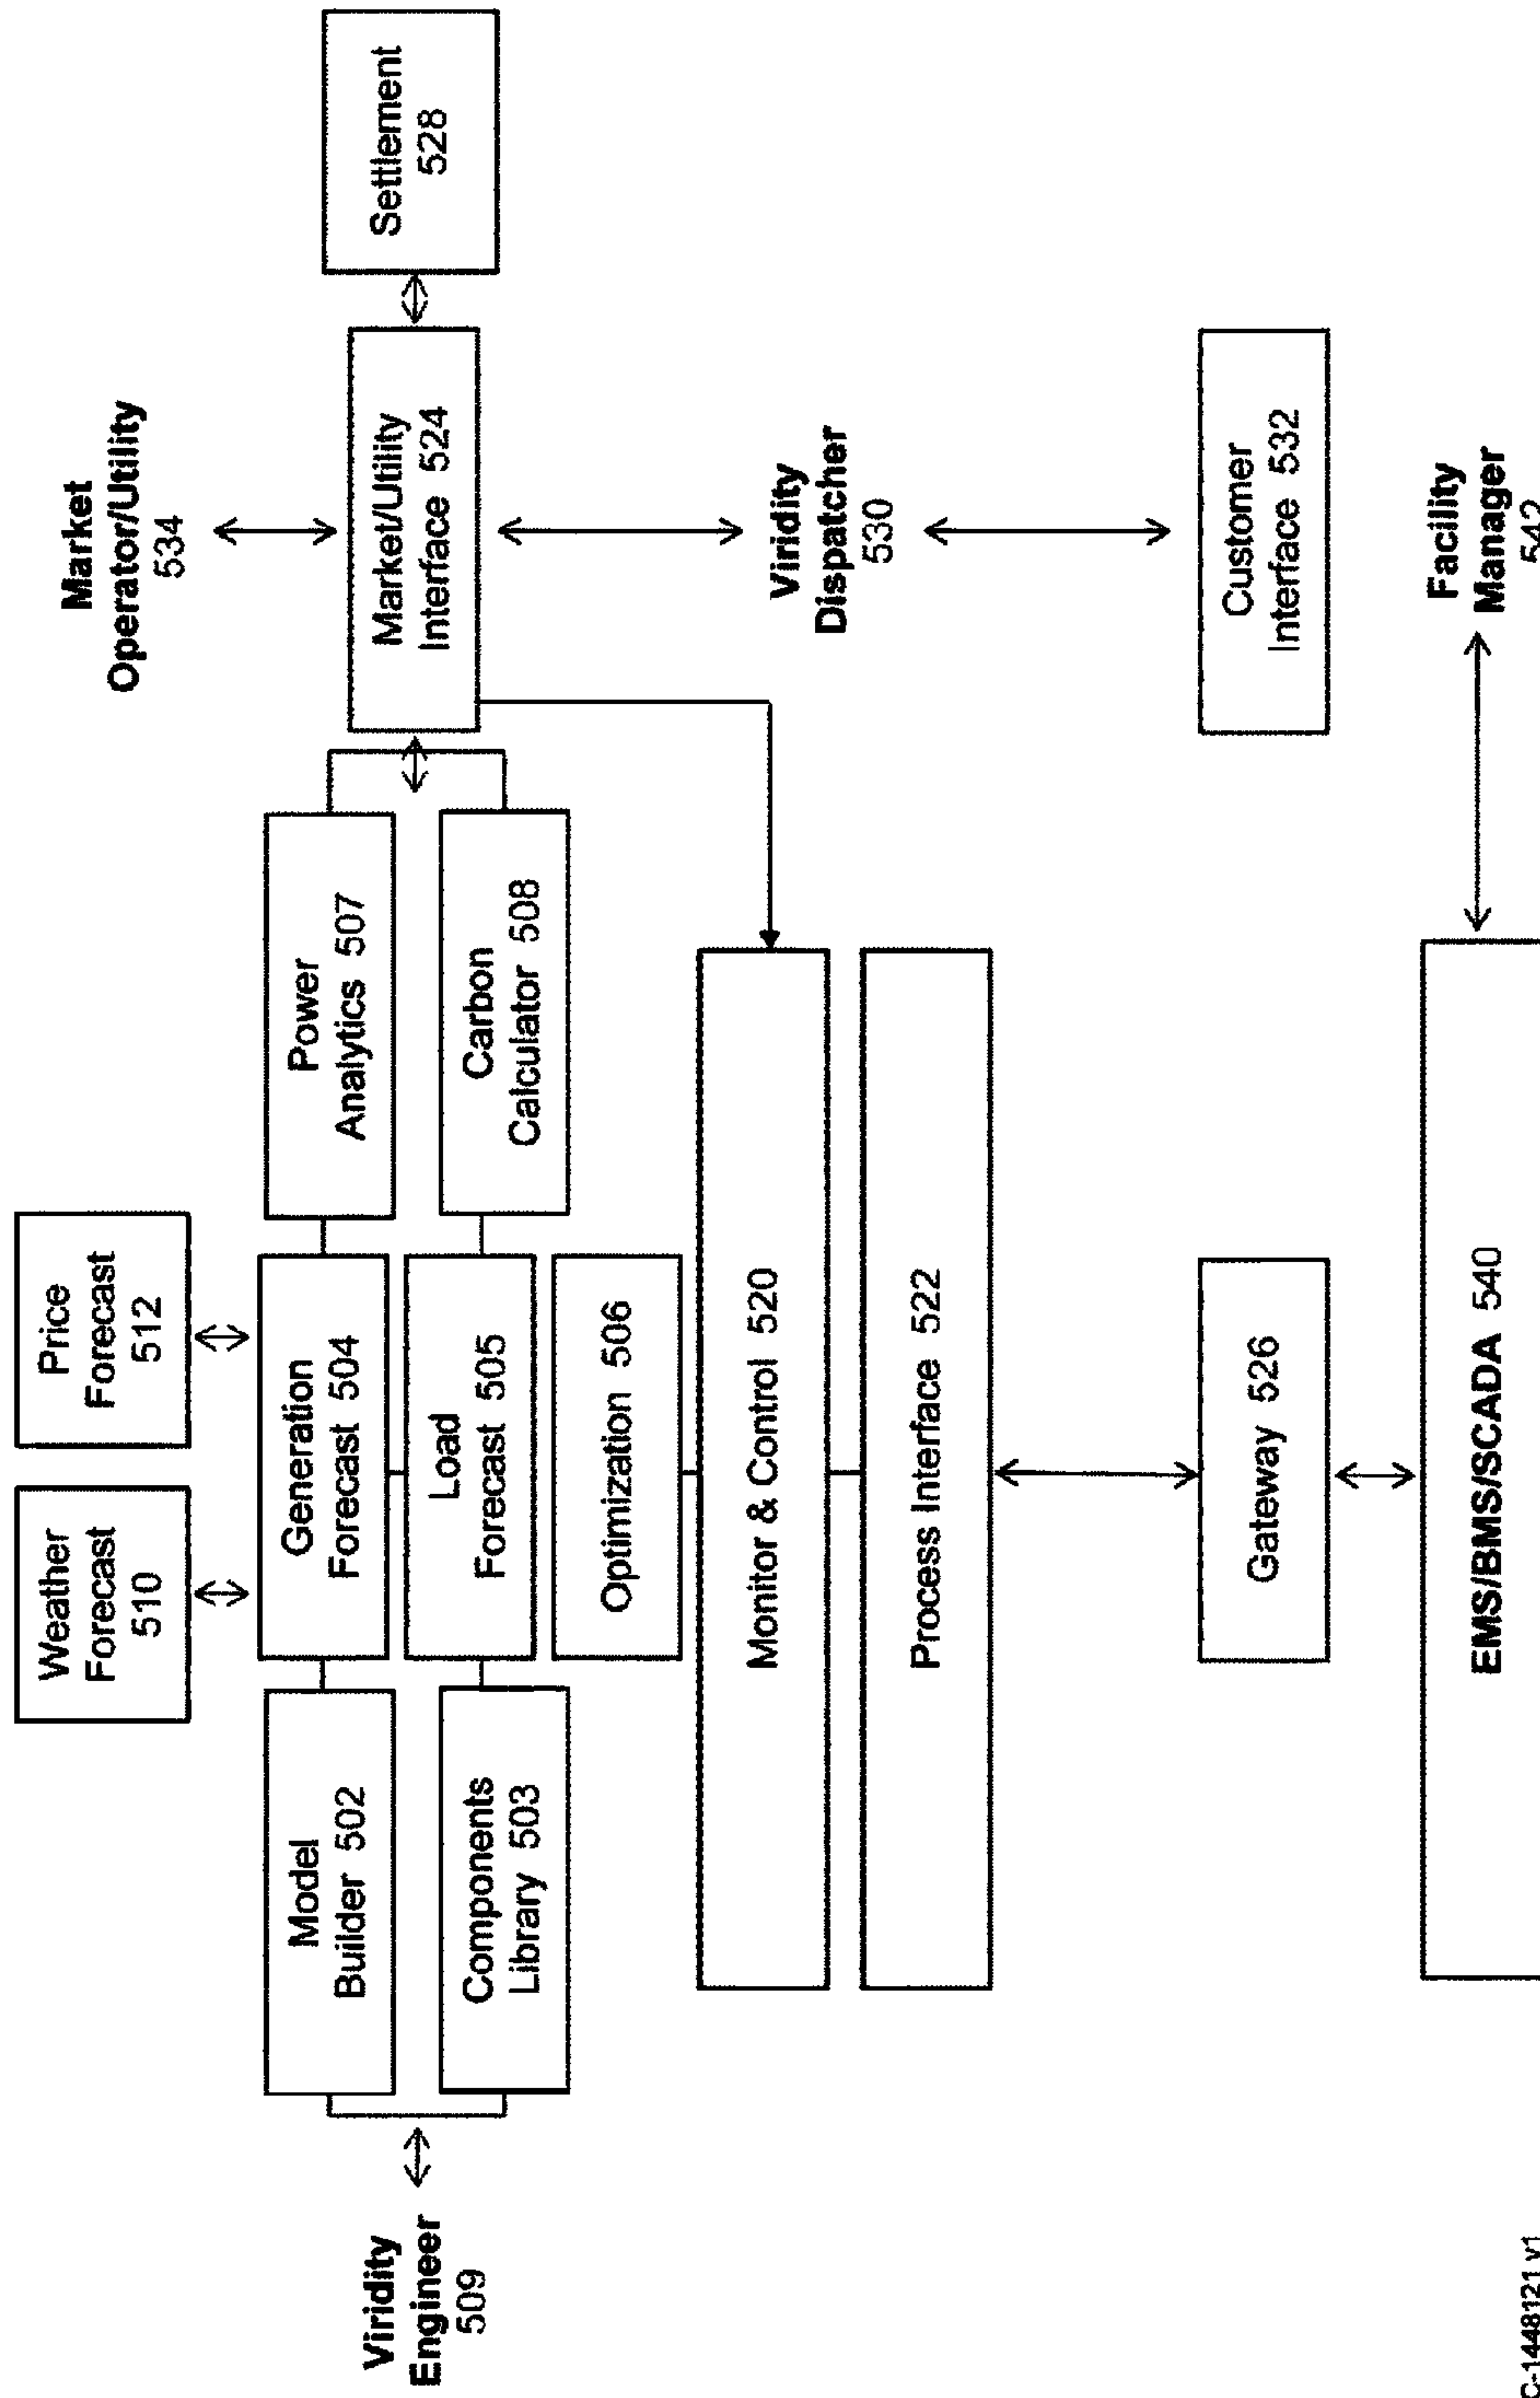 Weather
Forecast
510
Price
Forecast
512
Market
Operator/Utility
534
Viridity
Engineer
509
Model
Builder 502
Generation
Forecast 504
Power
Analytics 507
Market/Utility
Interface 524
Settlement
528
Components
Library 503
Load
Forecast 505
Carbon
Calculator 508
Optimization 506
Monitor & Control 520
Viridity
Dispatcher
530
Process Interface 522
Gateway 526
Customer
Interface 532
EMS/BMS/SCADA 540
Facility
Manager
542
C-1448121 v1